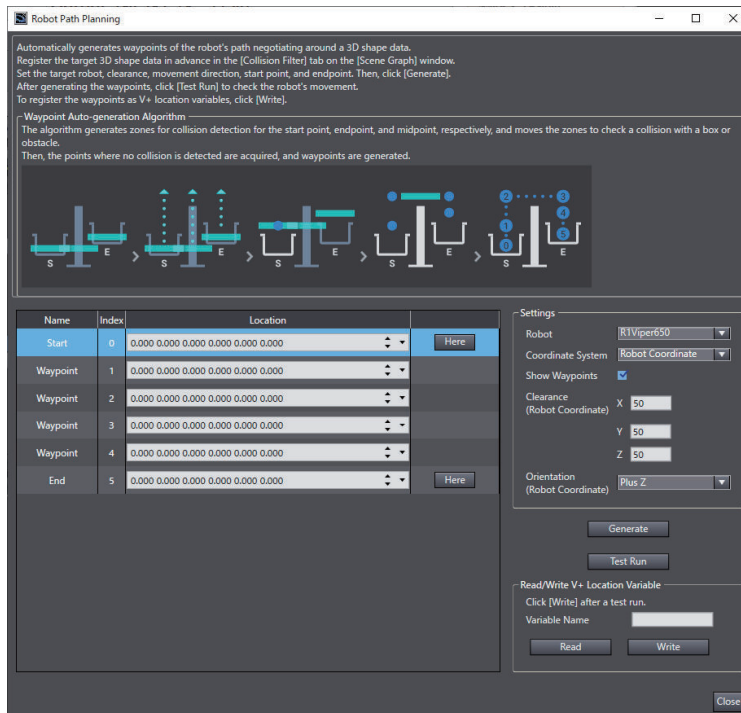 Robot Path Planning
Automatically generates waypoints of the robot's path negotiating around a 3D shape data.
Register the target 3D shape data in advance in the [Collision Filter] tab on the [Scene Graph] window.
Set the target robot, clearance, movement direction, start point, and endpoint. Then, click [Generate].
After generating the waypoints, click [Test Run] to check the robot's movement.
To register the waypoints as V+ location variables, click [Write].
Waypoint Auto-generation Algorithm
The algorithm generates zones for collision detection for the start point, endpoint, and midpoint, respectively, and moves the zones to check a collision with a box or
obstacle.
Then, the points where no collision is detected are acquired, and waypoints are generated.
S E > S E > S E > S E > 0 1 2 3 4 5 S E
Name Index Location
Start 0 0.000 0.000 0.000 0.000 0.000 0.000 Here
Waypoint 1 0.000 0.000 0.000 0.000 0.000 0.000
Waypoint 2 0.000 0.000 0.000 0.000 0.000 0.000
Waypoint 3 0.000 0.000 0.000 0.000 0.000 0.000
Waypoint 4 0.000 0.000 0.000 0.000 0.000 0.000
End 5 0.000 0.000 0.000 0.000 0.000 0.000 Here
Settings
Robot R1Viper650
Coordinate System Robot Coordinate
Show Waypoints
Clearance
(Robot Coordinate) X 50
Y 50
Z 50
Orientation
(Robot Coordinate) Plus Z
Generate
Test Run
Read/Write V+ Location Variable
Click [Write] after a test run.
Variable Name
Read Write
Close